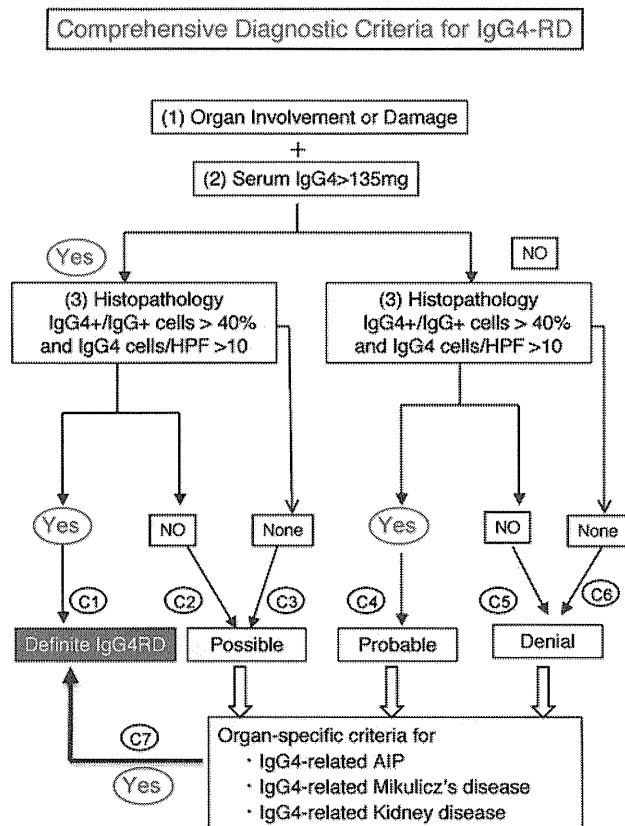 Comprehensive Diagnostic Criteria for IgG4-RD
(1) Organ Involvement or Damage
+
(2) Serum IgG4>135mg
Yes
NO
(3) Histopathology
IgG4+/IgG+ cells > 40%
and IgG4 cells/HPF >10
(3) Histopathology
IgG4+/IgG+ cells > 40%
and IgG4 cells/HPF >10
Yes
NO
None
Yes
NO
None
C1
C2
C3
C4
C5
C6
Definite IgG4RD
Possible
Probable
Denial
C7
Yes
Organ-specific criteria for
・IgG4-related AIP
・IgG4-related Mikulicz's disease
・IgG4-related Kidney disease